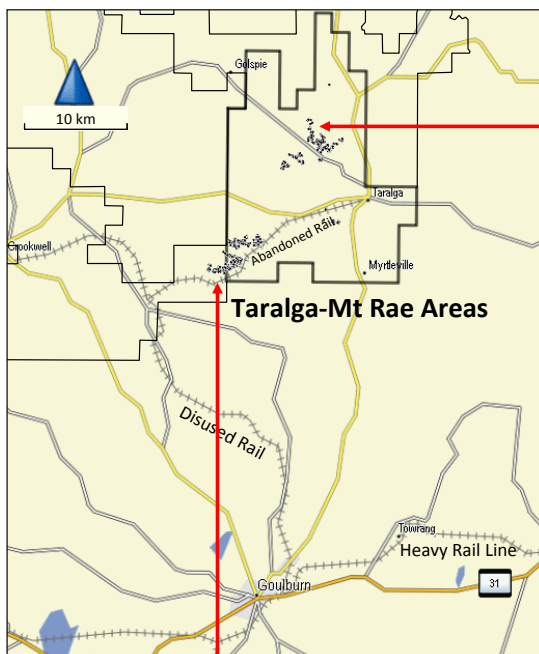 Golspie
10 km
Taralga
Crookwell
Abandoned Rail
Myrtleville
Taralga-Mt Rae Areas
Disused Rail
Towrang
Heavy Rail Line
31
Goulburn